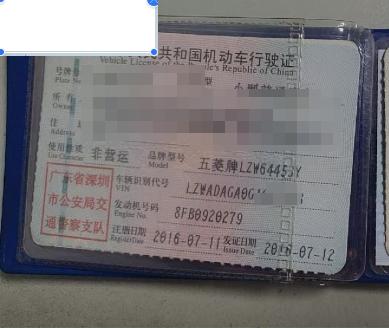 民共和国机动车行驶证
Vehicle License of the People's Republic of China
号牌号
Plate No
型
所有
Owner
住
Address
使用性质 非营运 品牌型号 五菱牌LZW6445JY
Use Character
广东省深圳
市公安局交
通警察支队
车辆识别代号 LZWADAGA0G
VIN
发动机号码 8FB0920279
Engine No.
注册日期 2016-07-11 发证日期 2016-07-12
Register Date Issue Date